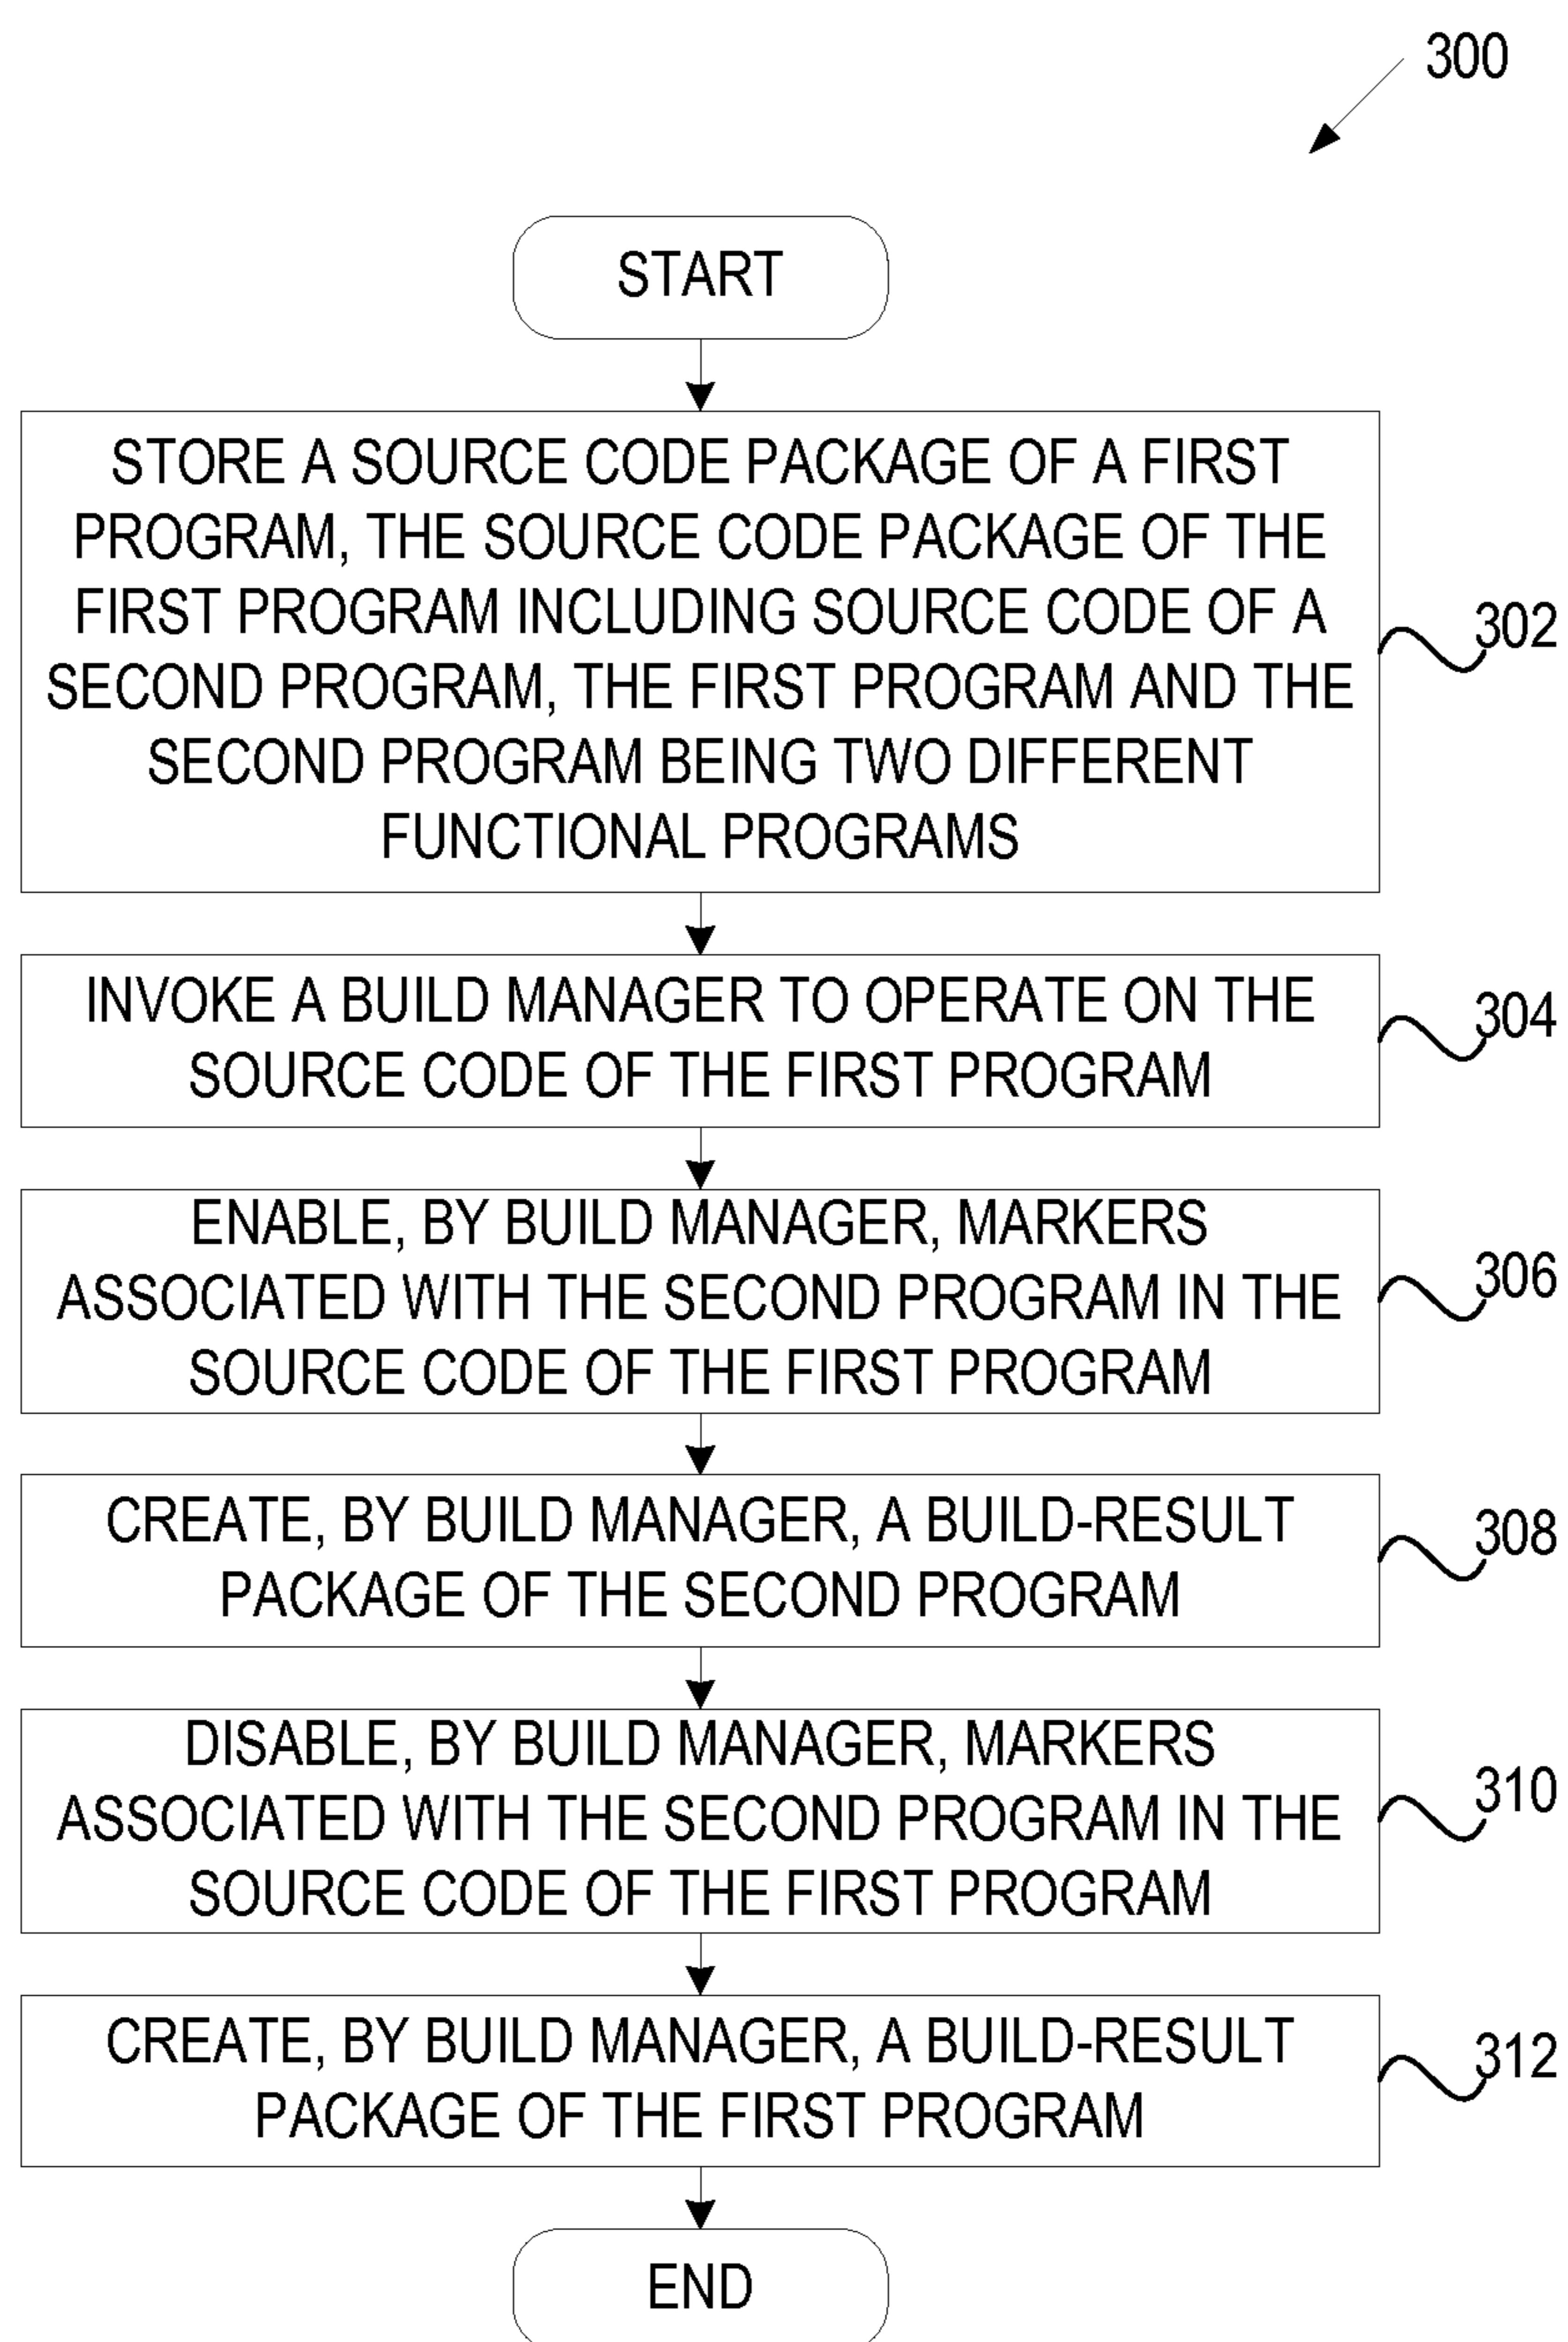 300
START
STORE A SOURCE CODE PACKAGE OF A FIRST
PROGRAM, THE SOURCE CODE PACKAGE OF THE
FIRST PROGRAM INCLUDING SOURCE CODE OF A
SECOND PROGRAM, THE FIRST PROGRAM AND THE
SECOND PROGRAM BEING TWO DIFFERENT
FUNCTIONAL PROGRAMS
302
INVOKE A BUILD MANAGER TO OPERATE ON THE
SOURCE CODE OF THE FIRST PROGRAM
304
ENABLE, BY BUILD MANAGER, MARKERS
ASSOCIATED WITH THE SECOND PROGRAM IN THE
SOURCE CODE OF THE FIRST PROGRAM
306
CREATE, BY BUILD MANAGER, A BUILD-RESULT
PACKAGE OF THE SECOND PROGRAM
308
DISABLE, BY BUILD MANAGER, MARKERS
ASSOCIATED WITH THE SECOND PROGRAM IN THE
SOURCE CODE OF THE FIRST PROGRAM
310
CREATE, BY BUILD MANAGER, A BUILD-RESULT
PACKAGE OF THE FIRST PROGRAM
312
END